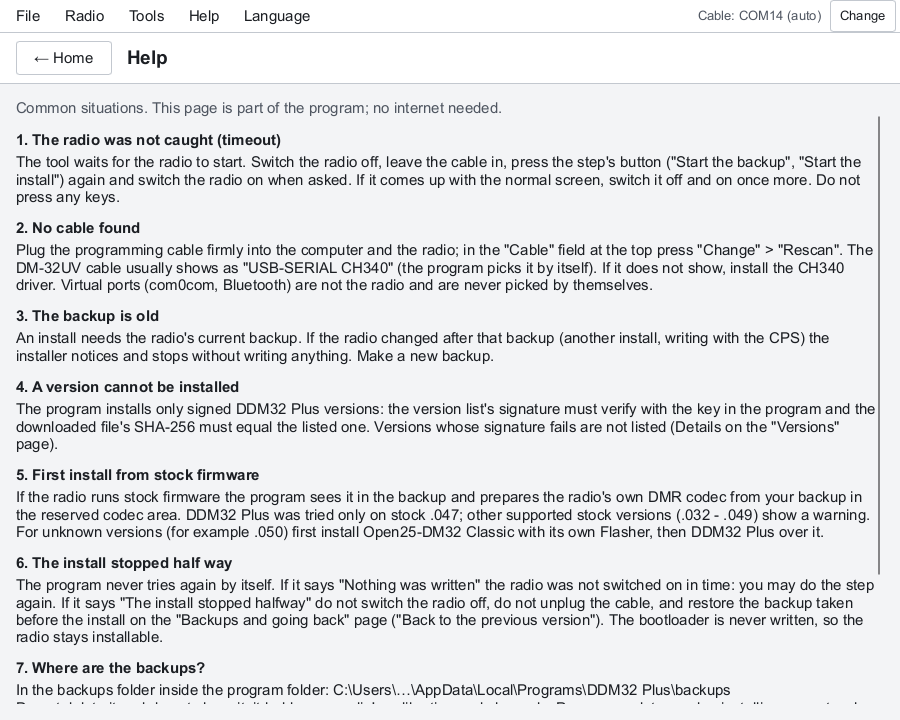 File Radio Tools Help Language Cable: COM14 (auto) Change
← Home Help
Common situations. This page is part of the program; no internet needed.
1. The radio was not caught (timeout)
The tool waits for the radio to start. Switch the radio off, leave the cable in, press the step's button ("Start the backup", "Start the
install") again and switch the radio on when asked. If it comes up with the normal screen, switch it off and on once more. Do not
press any keys.
2. No cable found
Plug the programming cable firmly into the computer and the radio; in the "Cable" field at the top press "Change" > "Rescan". The
DM-32UV cable usually shows as "USB-SERIAL CH340" (the program picks it by itself). If it does not show, install the CH340
driver. Virtual ports (com0com, Bluetooth) are not the radio and are never picked by themselves.
3. The backup is old
An install needs the radio's current backup. If the radio changed after that backup (another install, writing with the CPS) the
installer notices and stops without writing anything. Make a new backup.
4. A version cannot be installed
The program installs only signed DDM32 Plus versions: the version list's signature must verify with the key in the program and the
downloaded file's SHA-256 must equal the listed one. Versions whose signature fails are not listed (Details on the "Versions"
page).
5. First install from stock firmware
If the radio runs stock firmware the program sees it in the backup and prepares the radio's own DMR codec from your backup in
the reserved codec area. DDM32 Plus was tried only on stock .047; other supported stock versions (.032 - .049) show a warning.
For unknown versions (for example .050) first install Open25-DM32 Classic with its own Flasher, then DDM32 Plus over it.
6. The install stopped half way
The program never tries again by itself. If it says "Nothing was written" the radio was not switched on in time: you may do the step
again. If it says "The install stopped halfway" do not switch the radio off, do not unplug the cable, and restore the backup taken
before the install on the "Backups and going back" page ("Back to the previous version"). The bootloader is never written, so the
radio stays installable.
7. Where are the backups?
In the backups folder inside the program folder: C:\Users\…\AppData\Local\Programs\DDM32 Plus\backups